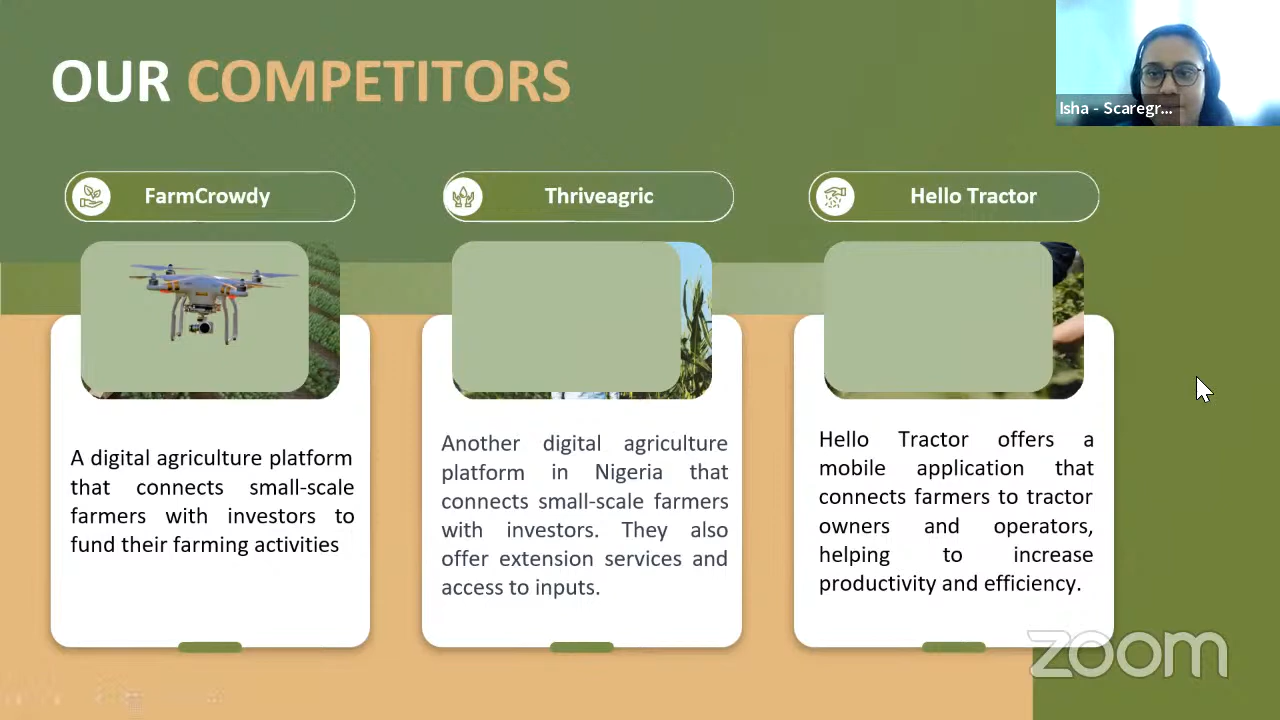 OUR COMPETITORS
Isha - Scaregr...
FarmCrowdy
Thriveagric
Hello Tractor
A digital agriculture platform
that connects small-scale
farmers with investors to
fund their farming activities
Another digital agriculture
platform in Nigeria that
connects small-scale farmers
with investors. They also
offer extension services and
access to inputs.
Hello Tractor offers a
mobile application that
connects farmers to tractor
owners and operators,
helping to increase
productivity and efficiency.
zoom